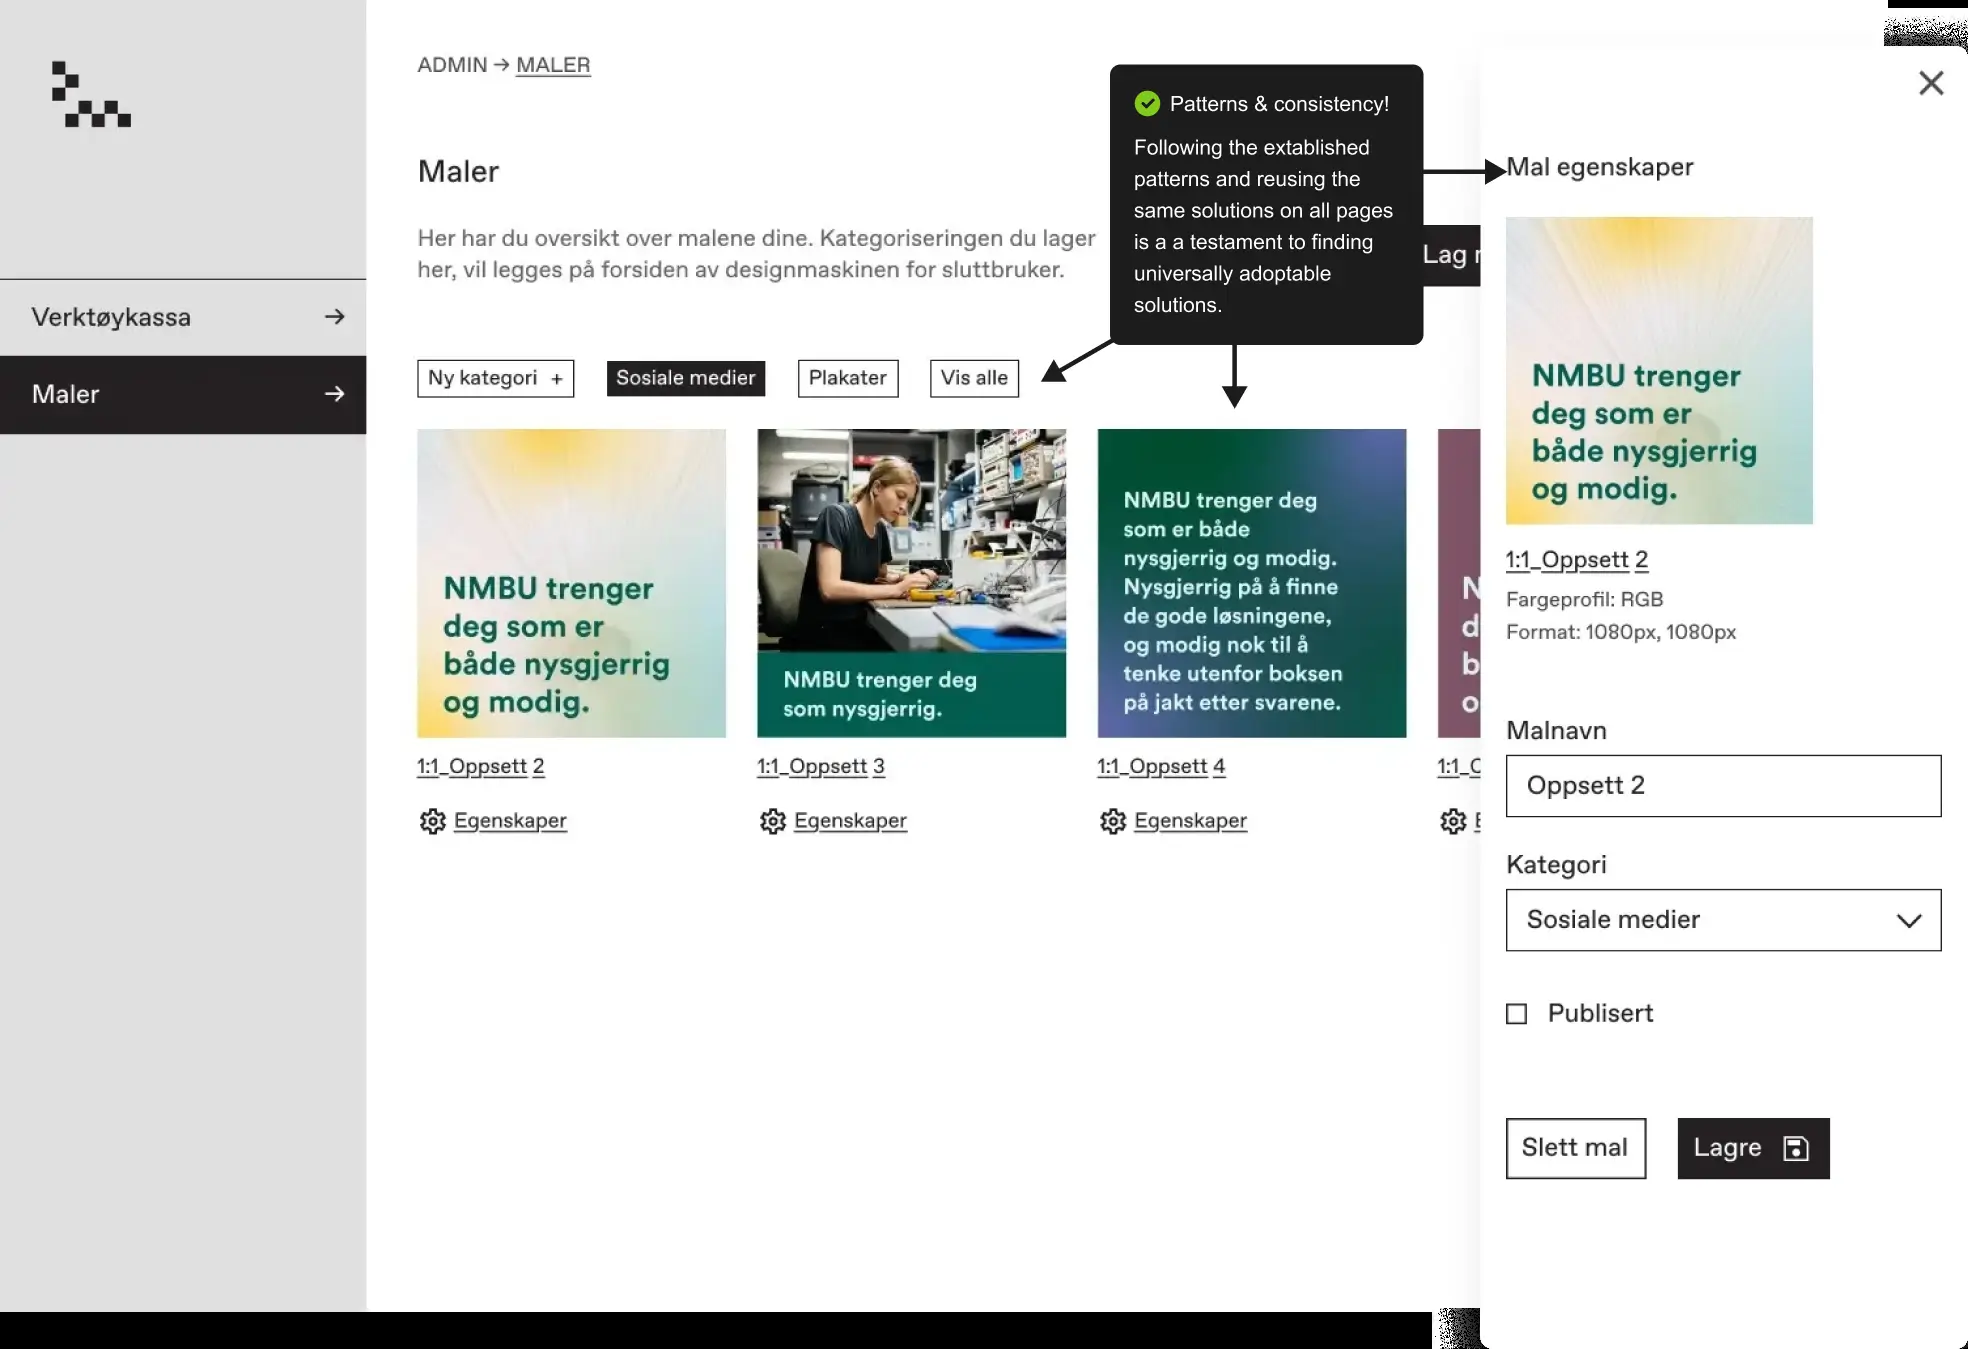 ADMIN → MALER
Maler
Her har du oversikt over malene dine. Kategoriseringen du lager
her, vil legges på forsiden av designmaskinen for sluttbruker.
Verktøykassa →
Maler →
Patterns & consistency!
Following the extablished
patterns and reusing the
same solutions on all pages
is a a testament to finding
universally adoptable
solutions.
Lag
Ny kategori +
Sosiale medier
Plakater
Vis alle
NMBU trenger
deg som er
både nysgjerrig
og modig.
1:1_Oppsett 2
Egenskaper
NMBU trenger deg
som nysgjerrig.
1:1_Oppsett 3
Egenskaper
NMBU trenger deg
som er både
nysgjerrig og modig.
Nysgjerrig på å finne
de gode løsningene,
og modig nok til å
tenke utenfor boksen
på jakt etter svarene.
1:1_Oppsett 4
Egenskaper
N
d
b
o
1:1_
Mal egenskaper
NMBU trenger
deg som er
både nysgjerrig
og modig.
1:1_Oppsett 2
Fargeprofil: RGB
Format: 1080px, 1080px
Malnavn
Oppsett 2
Kategori
Sosiale medier
Publisert
Slett mal
Lagre